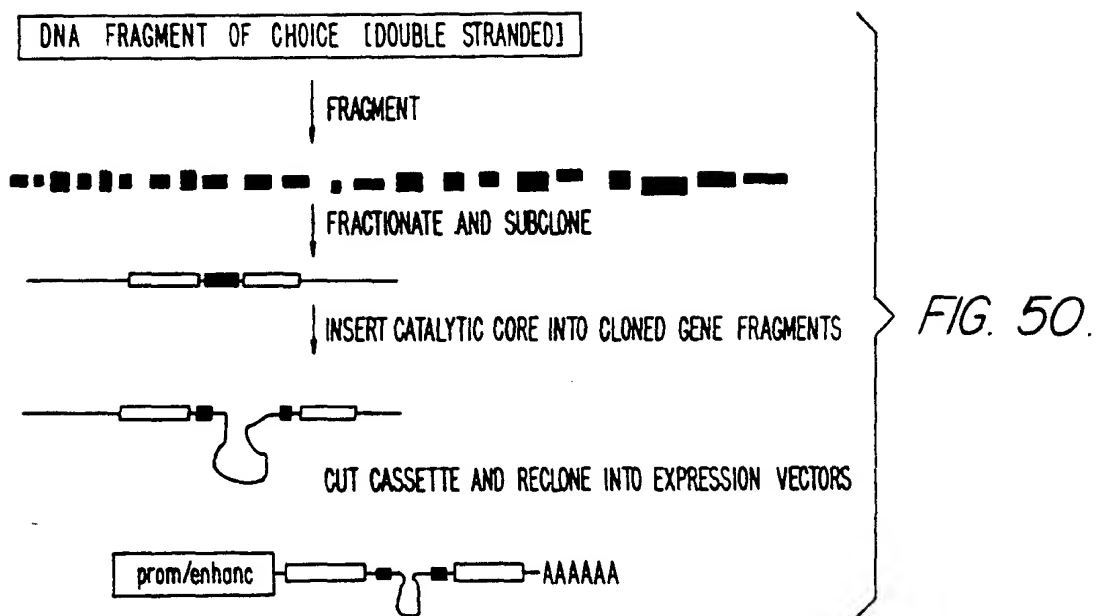 DNA FRAGMENT OF CHOICE [DOUBLE STRANDED]
FRAGMENT
FRACTIONATE AND SUBCLONE
INSERT CATALYTIC CORE INTO CLONED GENE FRAGMENTS
FIG. 50.
CUT CASSETTE AND RECLONE INTO EXPRESSION VECTORS
prom/enhanc AAAAAA